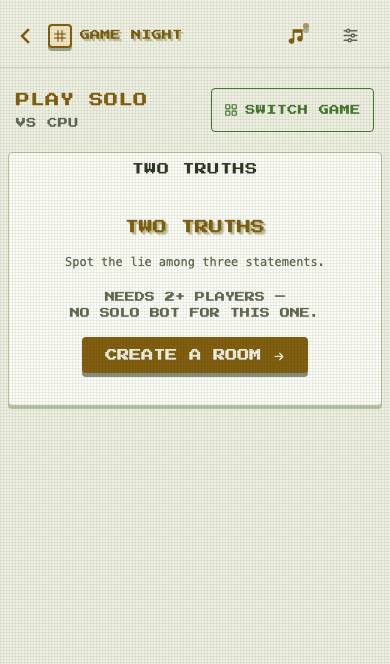 GAME NIGHT
PLAY SOLO
VS CPU
SWITCH GAME
TWO TRUTHS
TWO TRUTHS
Spot the lie among three statements.
NEEDS 2+ PLAYERS —
NO SOLO BOT FOR THIS ONE.
CREATE A ROOM →